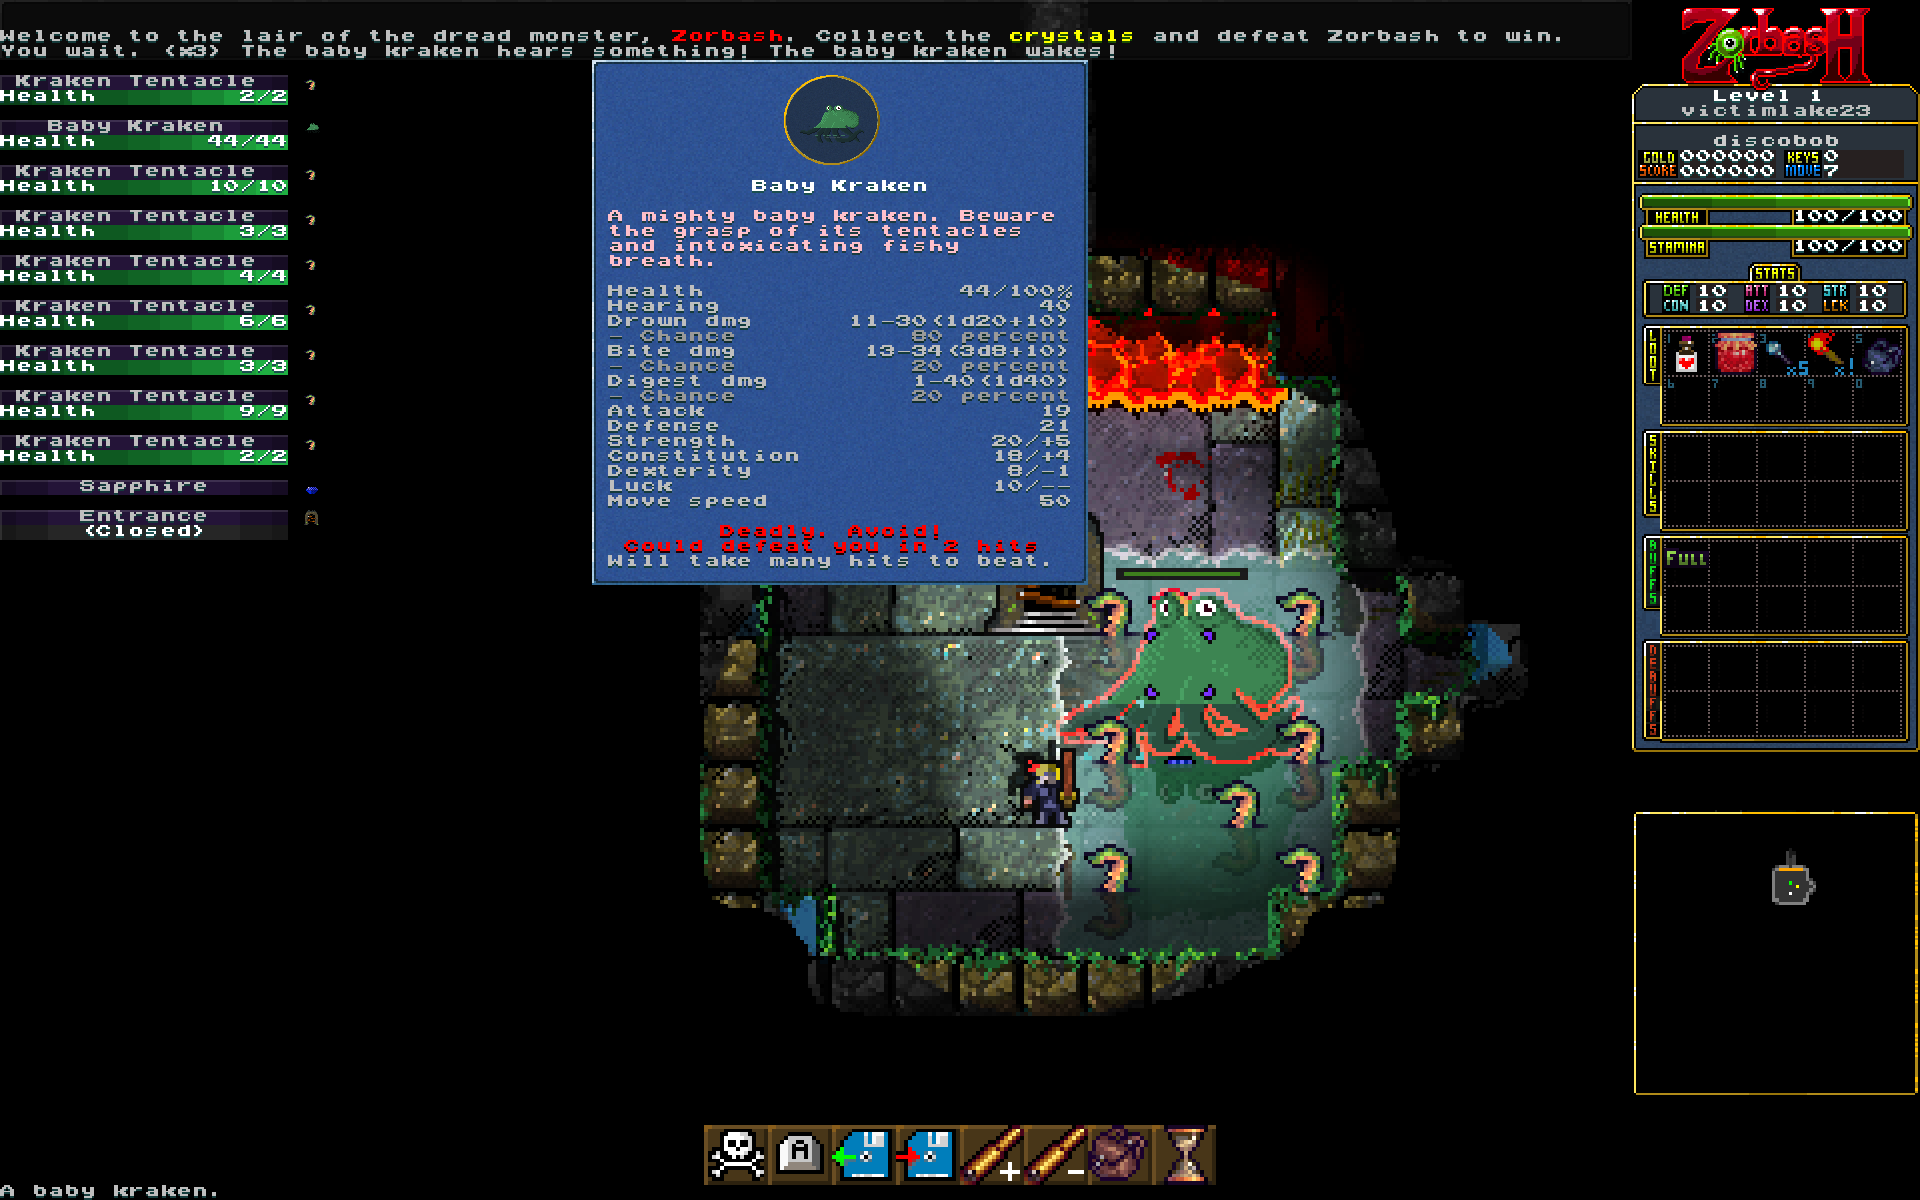 Welcome to the lair of the dread monster, Zorbash. Collect the crystals and defeat Zorbash to win.
You wait. (x3) The baby kraken hears something! The baby kraken wakes!
Kraken Tentacle
Health 2/2
Baby Kraken
Health 44/44
Kraken Tentacle
Health 10/10
Kraken Tentacle
Health 3/3
Kraken Tentacle
Health 4/4
Kraken Tentacle
Health 6/6
Kraken Tentacle
Health 3/3
Kraken Tentacle
Health 9/9
Kraken Tentacle
Health 2/2
Sapphire
Entrance
(Closed)
Baby Kraken
A mighty baby kraken. Beware
the grasp of its tentacles
and intoxicating fishy
breath.
Health 44/100%
Hearing 40
Drown dmg 11-30(1d20+10)
- Chance 80 percent
Bite dmg 13-34(3d8+10)
- Chance 20 percent
Digest dmg 1-40(1d40)
- Chance 20 percent
Attack 19
Defense 21
Strength 20/+5
Constitution 18/+4
Dexterity 8/-1
Luck 10/--
Move speed 50
Deadly. Avoid!
Could defeat you in 2 hits
Will take many hits to beat.
Zorbash
Level 1
victimlake23
discobob
GOLD 000000 KEYS 0
SCORE 000000 MOVE 7
HEALTH 100/100
STAMINA 100/100
STATS
DEF 10 ATT 10 STR 10
CON 10 DEX 10 LCK 10
LOOT
1 3 5
x5 x1
6 7 8 9 0
SKILLS
BUFFS
FULL
DEBUFFS
A
+ -
A baby kraken.